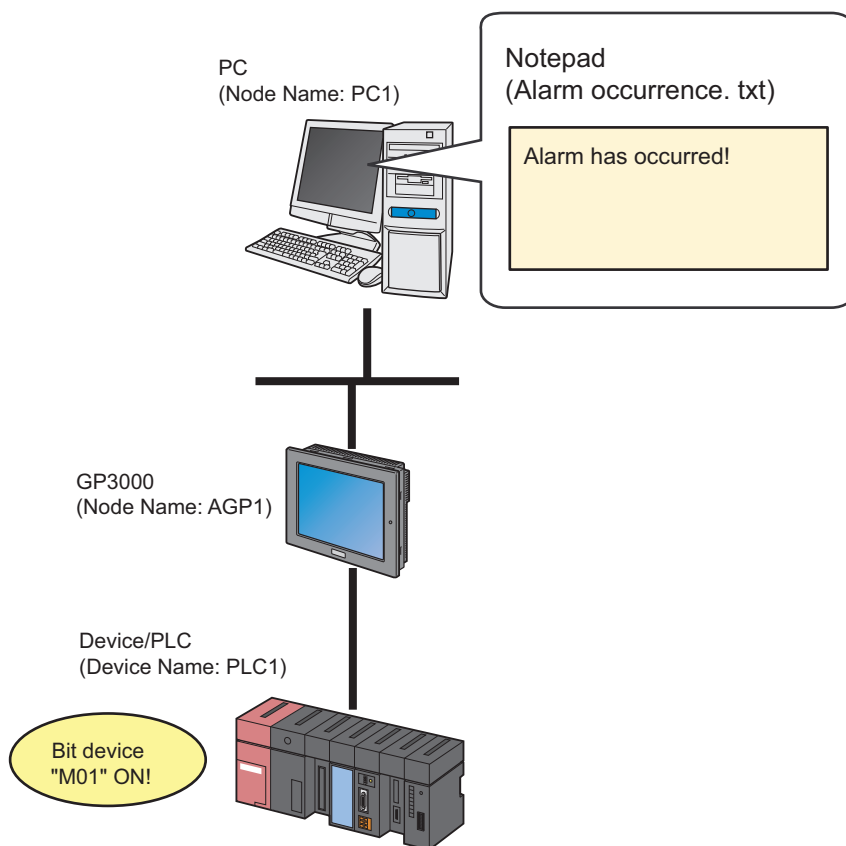 PC
(Node Name: PC1)
Notepad
(Alarm occurrence. txt)
Alarm has occurred!
GP3000
(Node Name: AGP1)
Device/PLC
(Device Name: PLC1)
Bit device
"M01" ON!